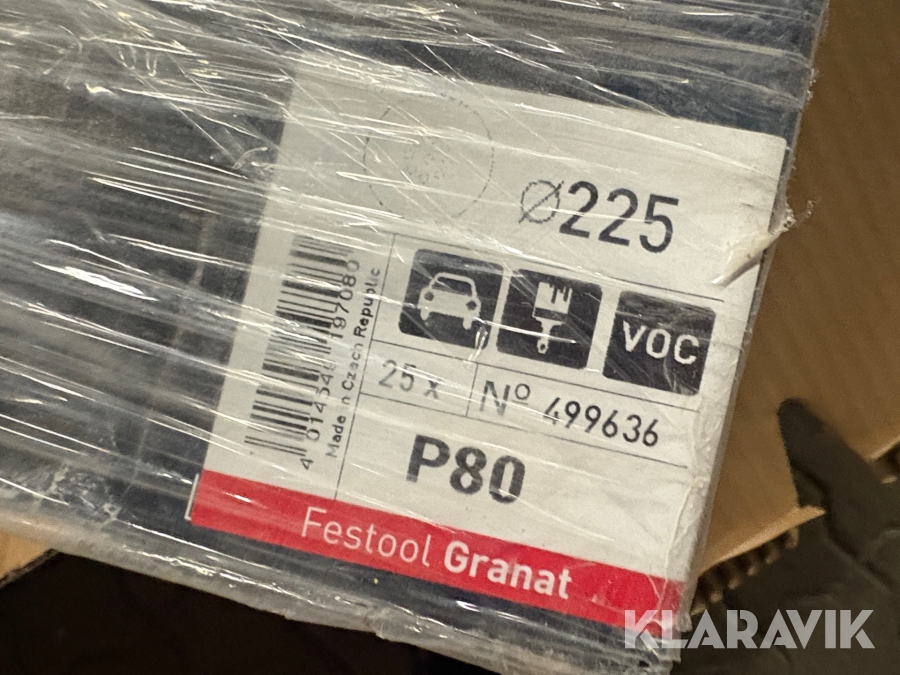 Ø225
VOC
25 x
Nº 499636
P80
Made in Czech Republic
Festool Granat
KLARAVIK